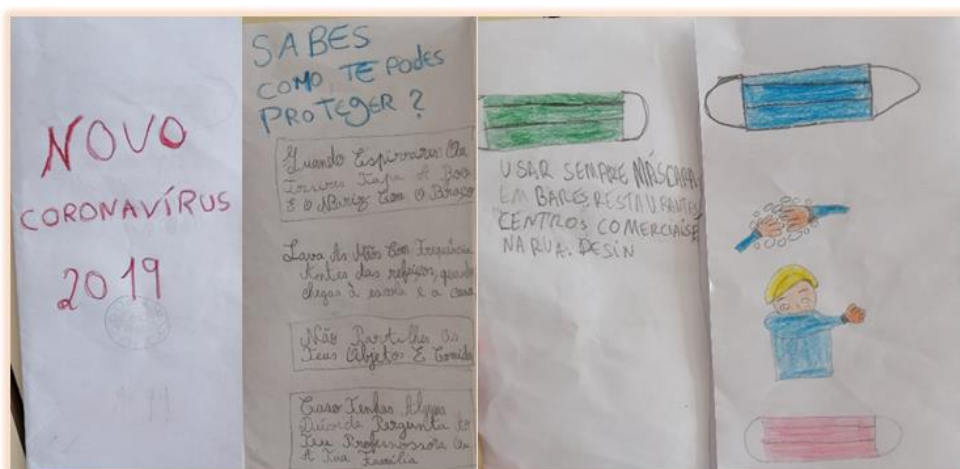 NOVO
CORONAVÍRUS
2019
SABES
COMO TE PODES
PROTEGER ?
Quando Espirrares Ou
Tossires Tapa A Boca
E O Nariz Com O Braço
Lava As Mãos Com Frequência
Antes das refeições, quando
chegas à escola e a casa
Não Partilhes Os
Teus Objetos E Comida
Caso Tenhas Alguma
Dúvida Pergunta Ao
Teu Professossora Ou
A Tua Família
USAR SEMPRE MÁSCARA
EM BARES, RESTAURANTES,
CENTROS COMERCIAIS E
NA RUA. DESIN